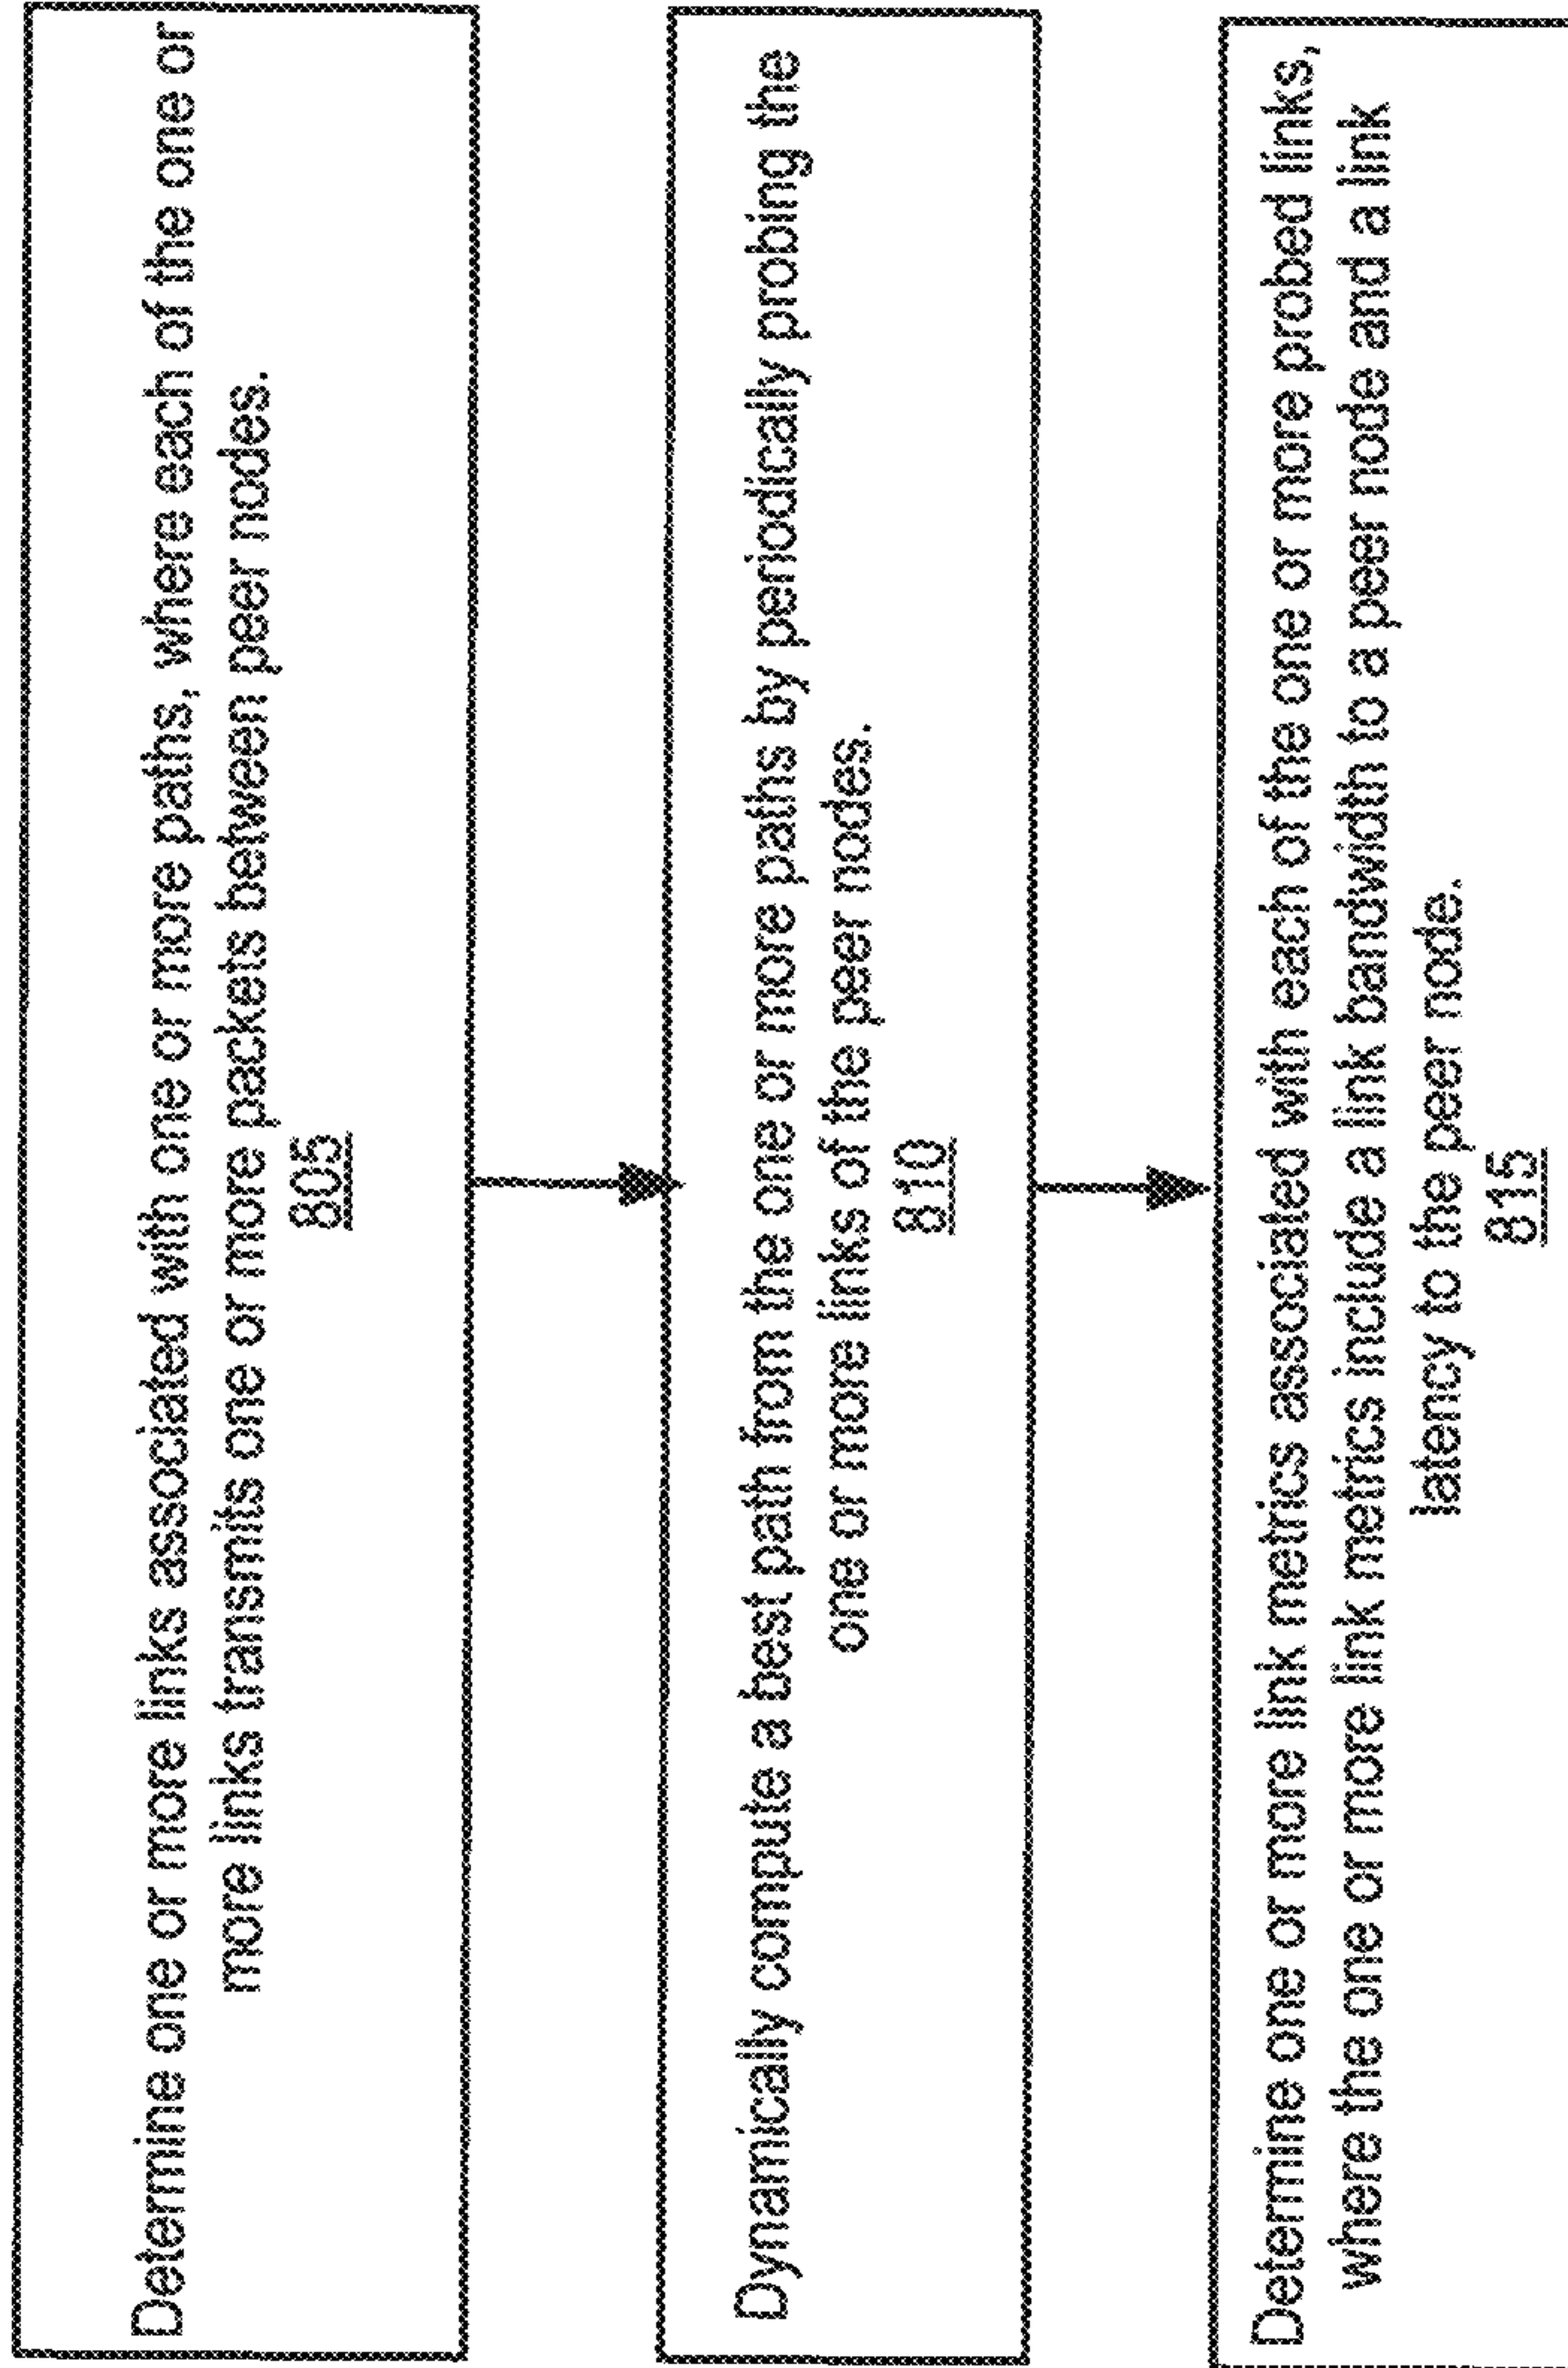 Determine one or more links associated with one or more paths, where each of the one or
more links transmits one or more packets between peer nodes.
805
Dynamically compute a best path from the one or more paths by periodically probing the
one or more links of the peer nodes.
810
Determine one or more link metrics associated with each of the one or more probed links,
where the one or more link metrics include a link bandwidth to a peer node and a link
latency to the peer node.
815